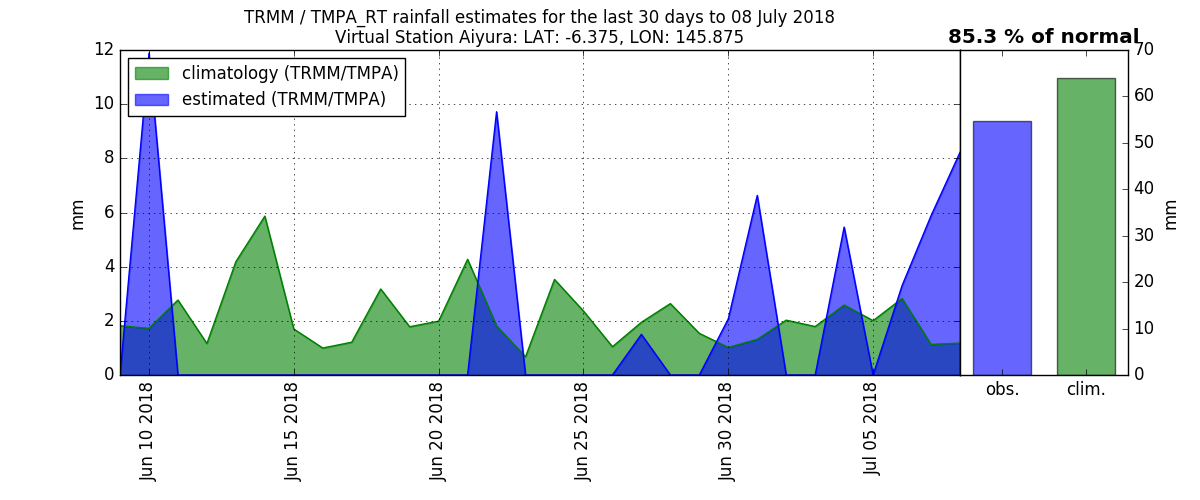 TRMM / TMPA_RT rainfall estimates for the last 30 days to 08 July 2018
Virtual Station Aiyura: LAT: -6.375, LON: 145.875
85.3 % of normal
climatology (TRMM/TMPA)
estimated (TRMM/TMPA)
mm
12
10
8
6
4
2
0
Jun 10 2018
Jun 15 2018
Jun 20 2018
Jun 25 2018
Jun 30 2018
Jul 05 2018
70
60
50
40
30
20
10
0
mm
obs.
clim.